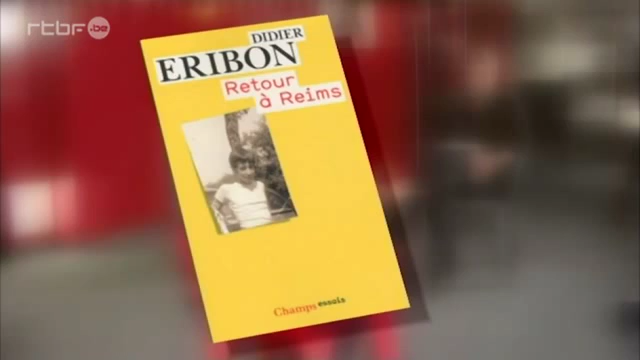 rtbf.be
DIDIER
ERIBON
Retour
à Reims
Champs essais